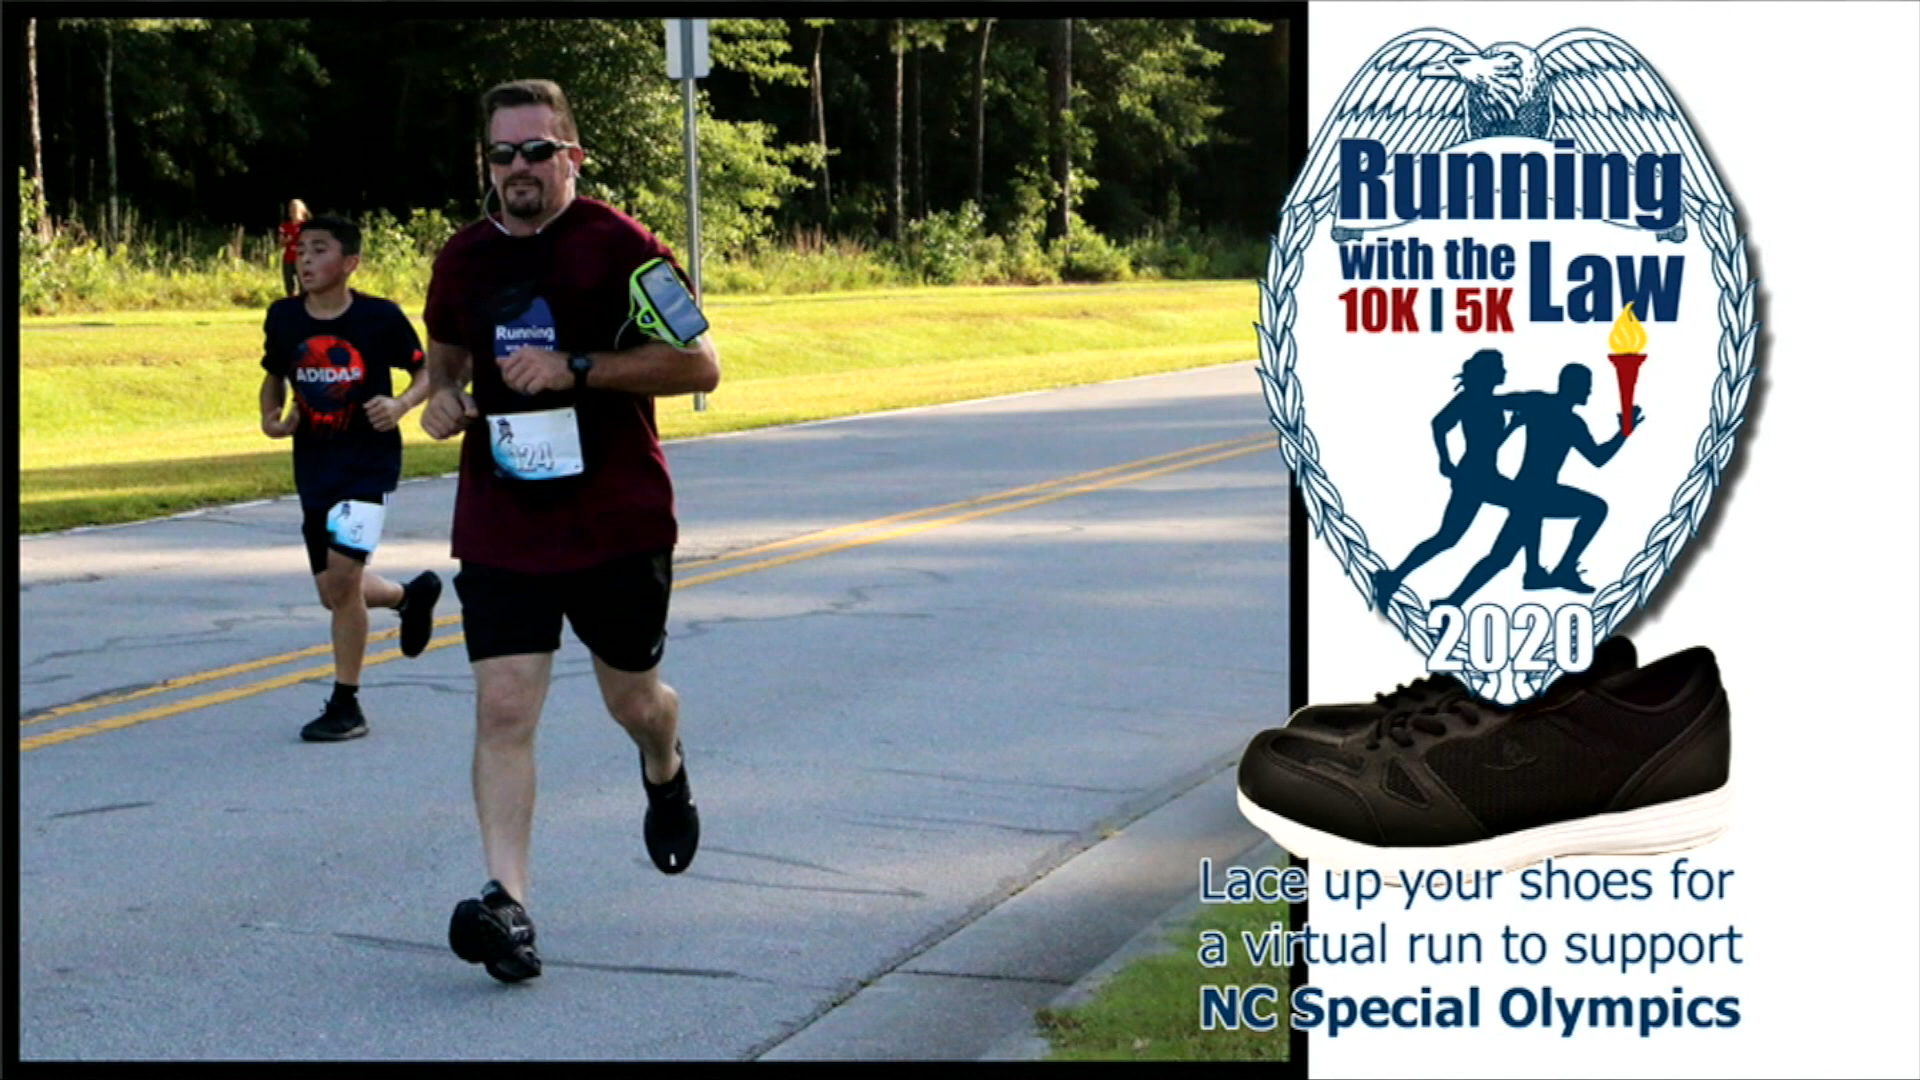 Running
with the
Law
10K | 5K
2020
Lace up your shoes for
a virtual run to support
NC Special Olympics
Running
ADIDAS
124
5